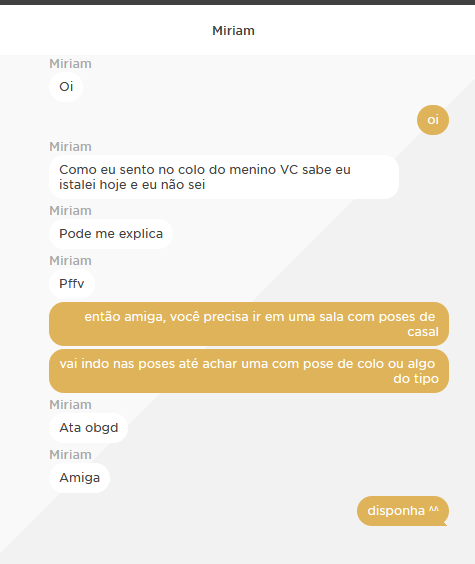 Miriam
Miriam
Oi
oi
Miriam
Como eu sento no colo do menino VC sabe eu
istalei hoje e eu não sei
Miriam
Pode me explica
Miriam
Pffv
então amiga, você precisa ir em uma sala com poses de
casal
vai indo nas poses até achar uma com pose de colo ou algo
do tipo
Miriam
Ata obgd
Miriam
Amiga
disponha ^^